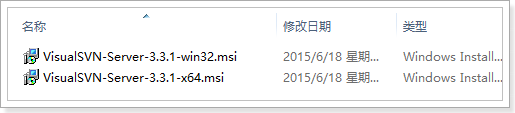 名称 修改日期 类型
VisualSVN-Server-3.3.1-win32.msi 2015/6/18 星期... Windows Install...
VisualSVN-Server-3.3.1-x64.msi 2015/6/18 星期... Windows Install...